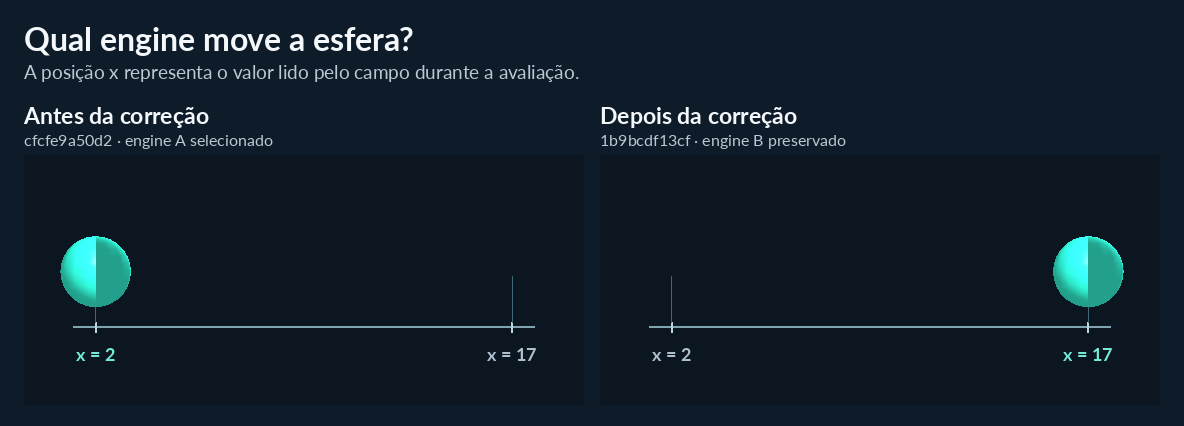 Qual engine move a esfera?
A posição x representa o valor lido pelo campo durante a avaliação.
Antes da correção
cfcfe9a50d2 · engine A selecionado
x = 2
x = 17
Depois da correção
1b9bcdf13cf · engine B preservado
x = 2
x = 17